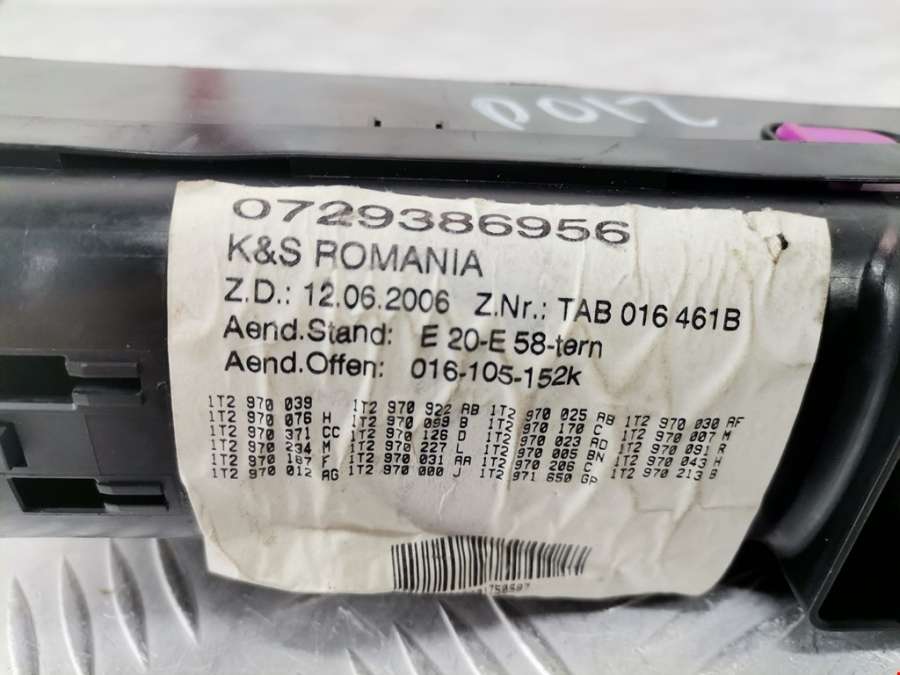 2100
0729386956
K&S ROMANIA
Z.D.: 12.06.2006 Z.Nr.: TAB 016 461B
Aend.Stand: E 20-E 58-tern
Aend.Offen: 016-105-152k
1T2 970 039 1T2 970 922 AB 1T2 970 025 AB 1T2 970 030 AF
1T2 970 076 H 1T2 970 099 B 1T2 970 170 C 1T2 970 007 M
1T2 970 371 CC 1T2 970 126 D 1T2 970 023 AD 1T2 970 091 R
1T2 970 234 M 1T2 970 227 L 1T2 970 005 BN 1T2 970 043 H
1T2 970 187 F 1T2 970 031 AA 1T2 970 206 C 1T2 970 213 B
1T2 970 012 AG 1T2 970 000 J 1T2 971 650 GP